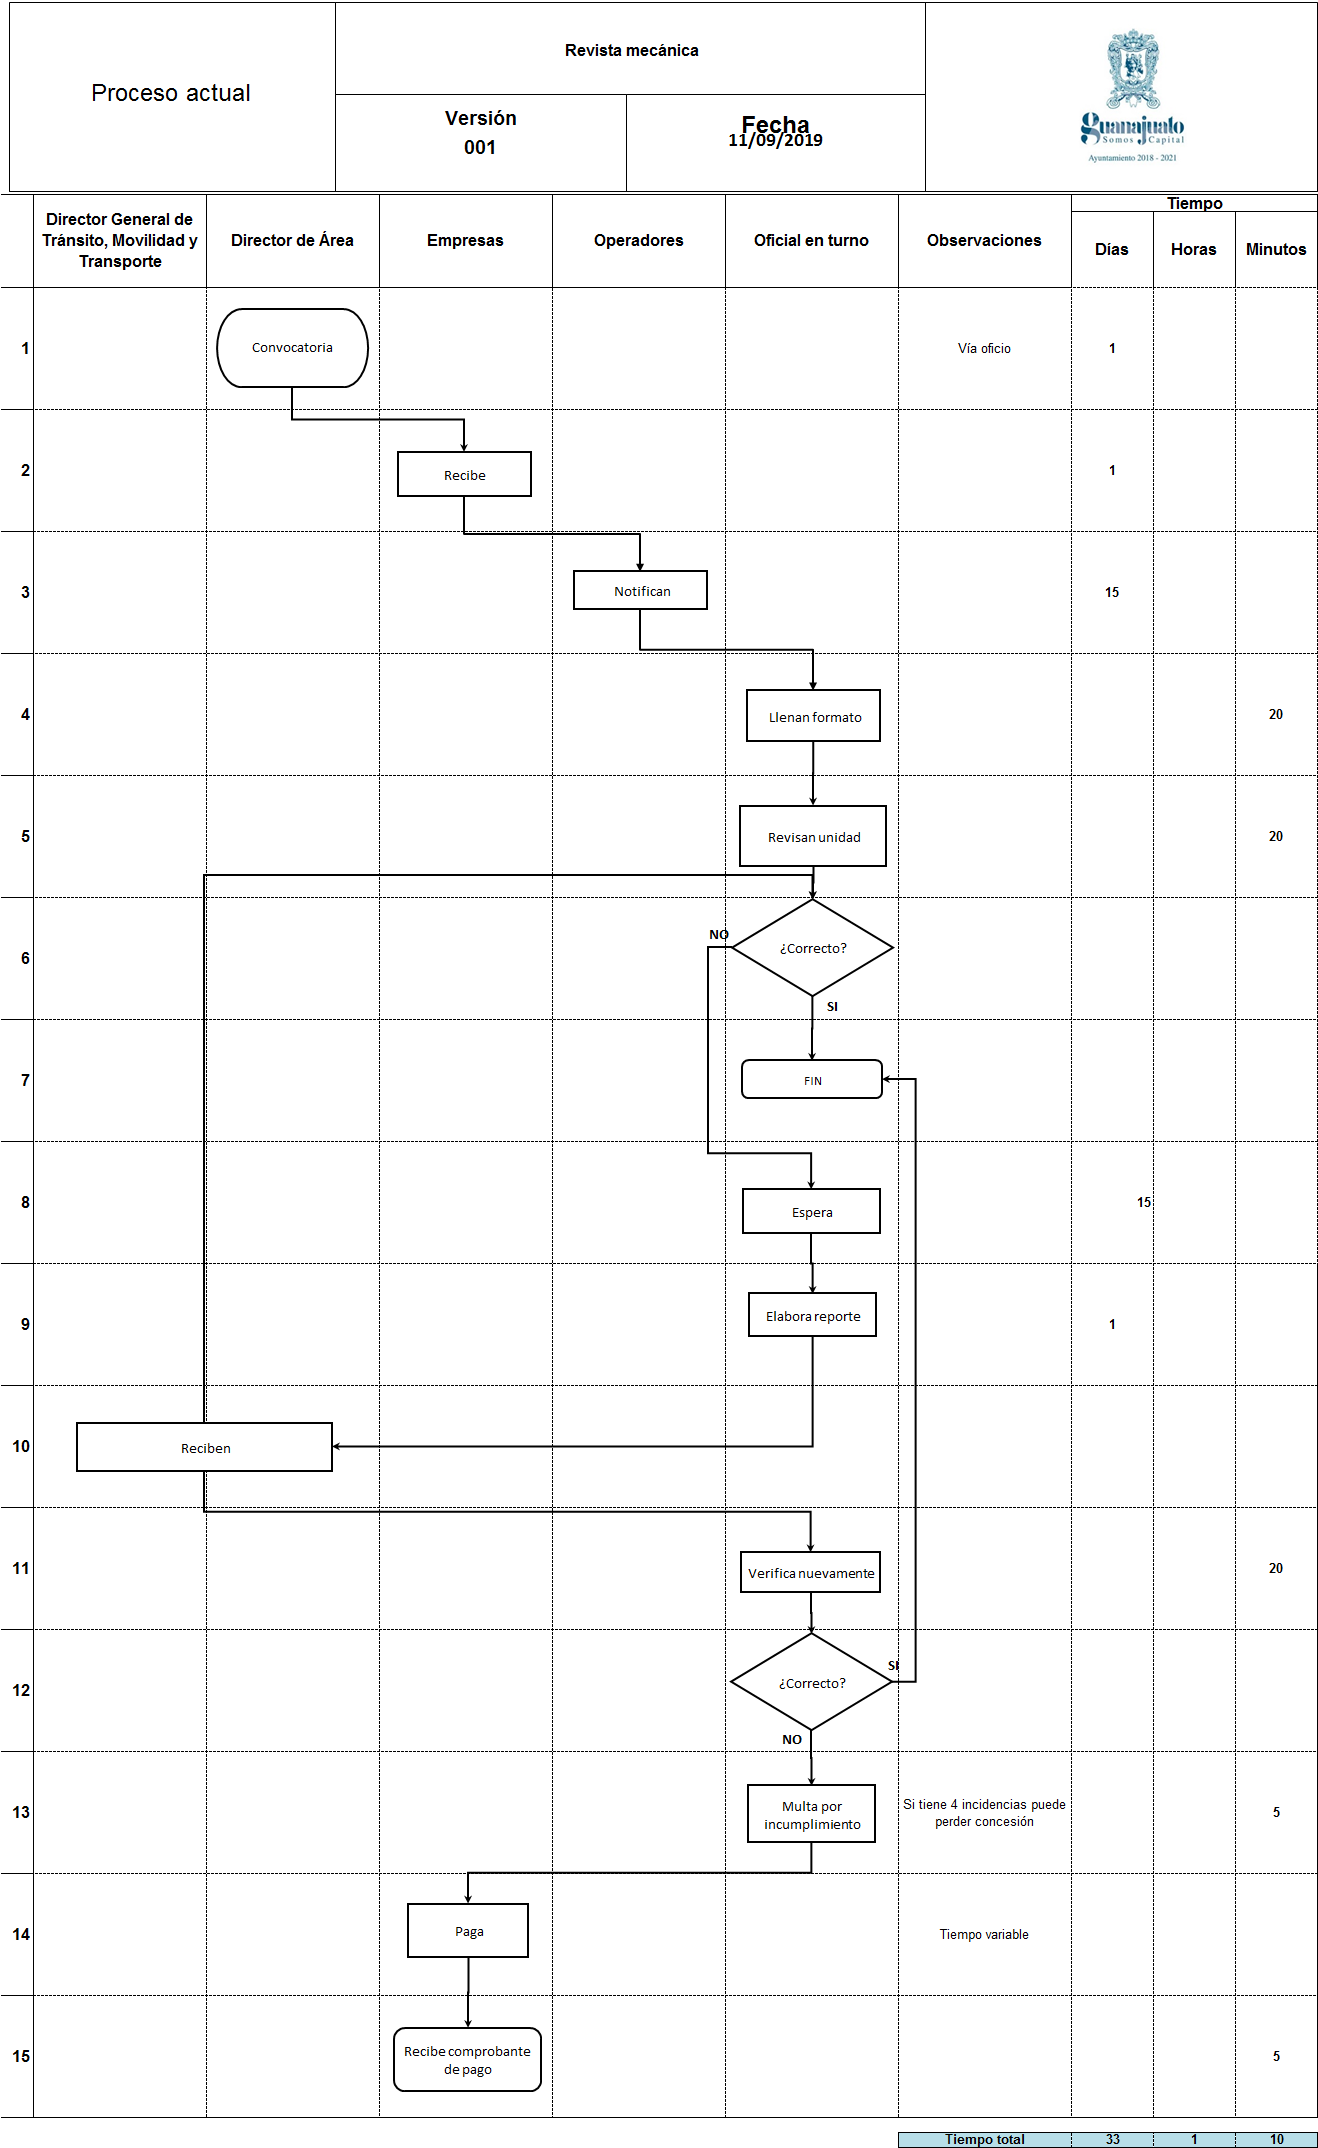 Proceso actual
Revista mecánica
Versión
001
Fecha
11/09/2019
guanajuato
Somos Capital
Ayuntamiento 2018 - 2021
Director General de
Tránsito, Movilidad y
Transporte
Director de Área
Empresas
Operadores
Oficial en turno
Observaciones
Tiempo
Días
Horas
Minutos
1
Convocatoria
Vía oficio
1
2
Recibe
1
3
Notifican
15
4
Llenan formato
20
5
Revisan unidad
20
6
NO
¿Correcto?
SI
7
FIN
8
Espera
15
9
Elabora reporte
1
10
Reciben
11
Verifica nuevamente
20
12
¿Correcto?
SI
NO
13
Multa por
incumplimiento
Si tiene 4 incidencias puede
perder concesión
5
14
Paga
Tiempo variable
15
Recibe comprobante
de pago
5
Tiempo total
33
1
10